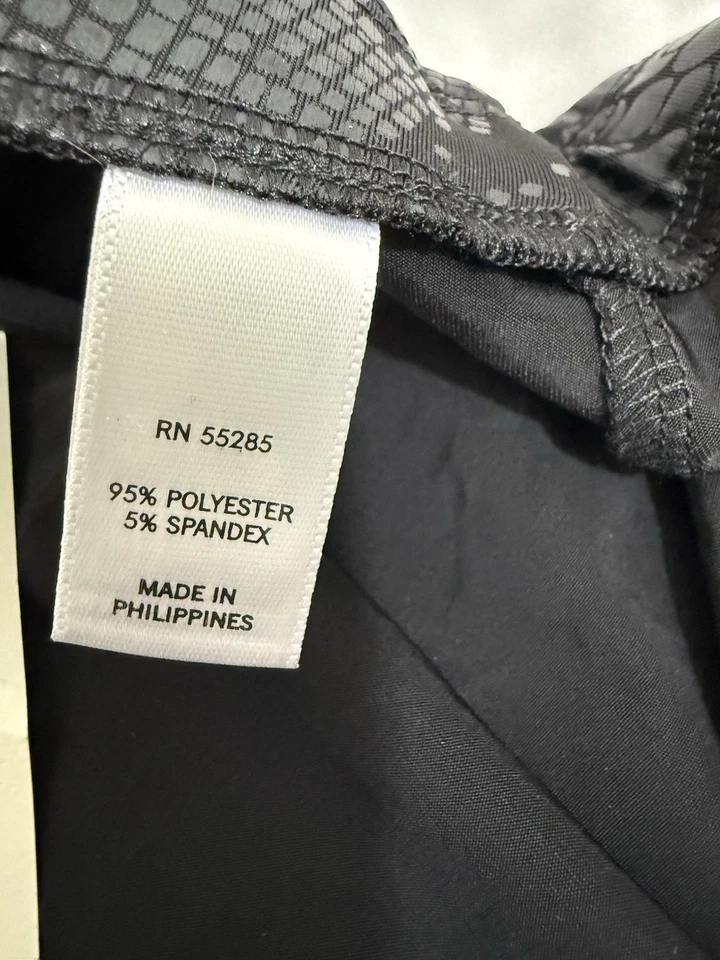 RN 55285
95% POLYESTER
5% SPANDEX
MADE IN
PHILIPPINES